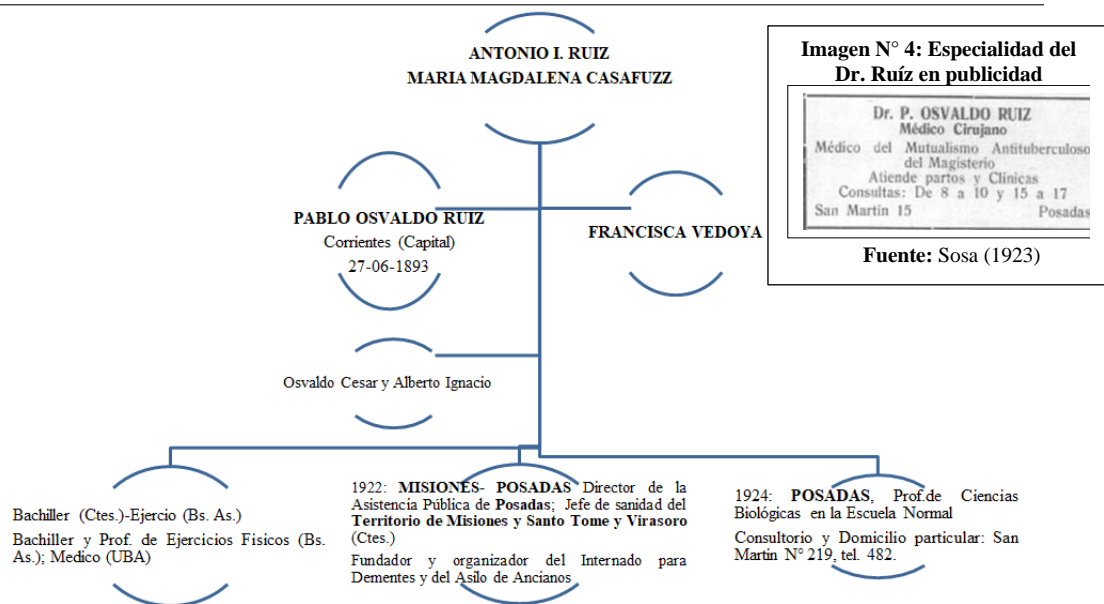 ANTONIO I. RUIZ
MARIA MAGDALENA CASAFUZZ
Imagen N° 4: Especialidad del
Dr. Ruíz en publicidad
Dr. P. OSVALDO RUIZ
Médico Cirujano
Médico del Mutualismo Antituberculoso
del Magisterio
Atiende partos y Clínicas
Consultas: De 8 a 10 y 15 a 17
San Martin 15 Posadas
Fuente: Sosa (1923)
PABLO OSVALDO RUIZ
Corrientes (Capital)
27-06-1893
FRANCISCA VEDOYA
Osvaldo Cesar y Alberto Ignacio
Bachiller (Ctes.)-Ejercio (Bs. As.)
Bachiller y Prof. de Ejercicios Físicos (Bs.
As.); Medico (UBA)
1922: MISIONES- POSADAS Director de la
Asistencia Pública de Posadas; Jefe de sanidad del
Territorio de Misiones y Santo Tome y Virasoro
(Ctes.)
Fundador y organizador del Internado para
Dementes y del Asilo de Ancianos
1924: POSADAS, Prof.de Ciencias
Biológicas en la Escuela Normal
Consultorio y Domicilio particular: San
Martin N° 219, tel. 482.